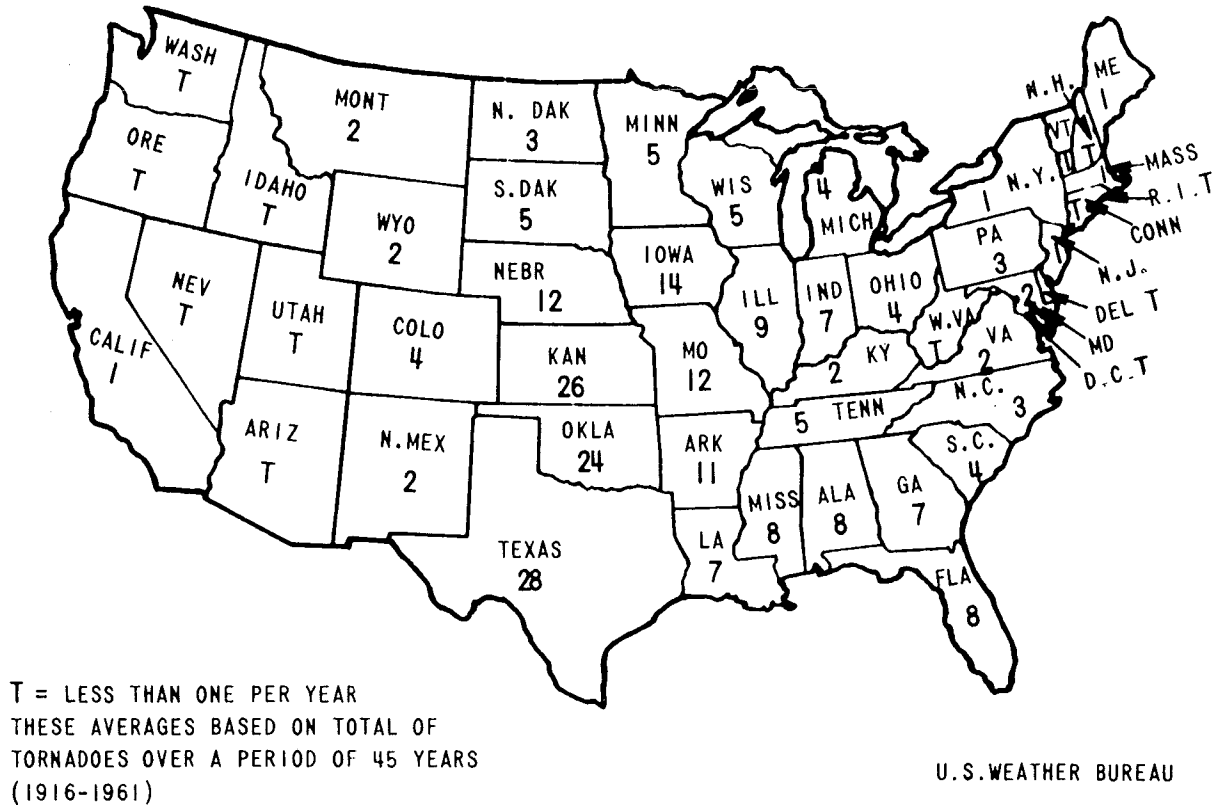 WASH
T
ORE
T
IDAHO
T
MONT
2
WYO
2
NEV
T
UTAH
T
CALIF
1
ARIZ
T
COLO
4
N.MEX
2
N. DAK
3
S.DAK
5
NEBR
12
KAN
26
OKLA
24
TEXAS
28
MINN
5
IOWA
14
MO
12
ARK
11
LA
7
WIS
5
ILL
9
4
MICH
IND
7
OHIO
4
2 KY
5 TENN
MISS
8
ALA
8
GA
7
FLA
8
S.C.
4
N.C.
3
VA
2
W.VA
T
PA
3
1 N.Y.
VT
N.H.
T
ME
1
MASS
1
R.I.T
CONN
T
N.J.
1
DEL T
MD
2
D.C.T
T = LESS THAN ONE PER YEAR
THESE AVERAGES BASED ON TOTAL OF
TORNADOES OVER A PERIOD OF 45 YEARS
(1916-1961)
U.S.WEATHER BUREAU